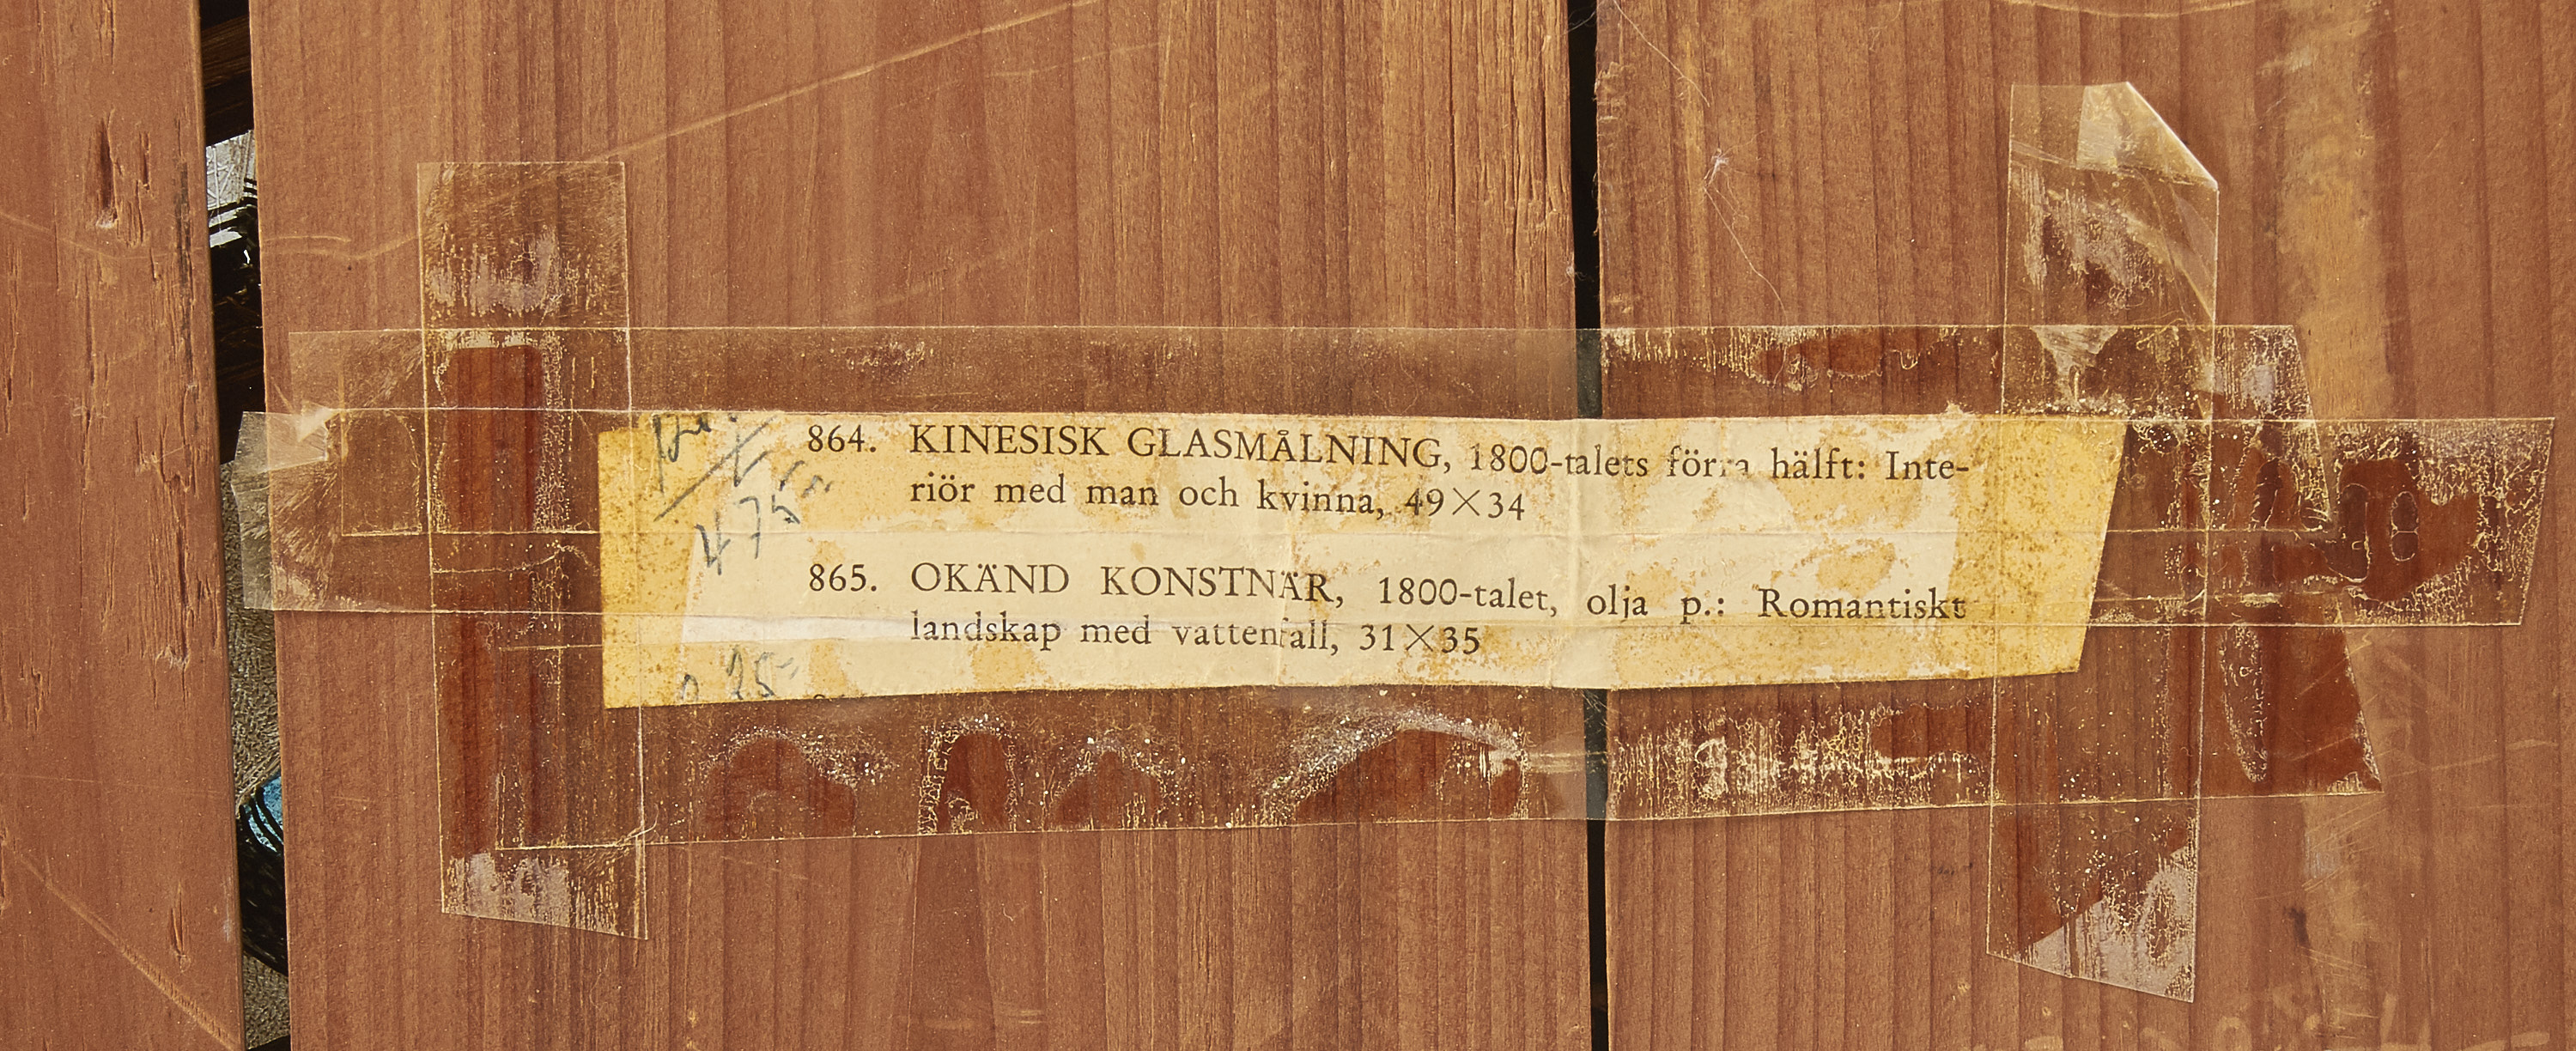 864. KINESISK GLASMÅLNING, 1800-talets förra hälft: Inte-
riör med man och kvinna, 49×34
475
865. OKÄND KONSTNÄR, 1800-talet, olja p.: Romantiskt
landskap med vattenfall, 31×35